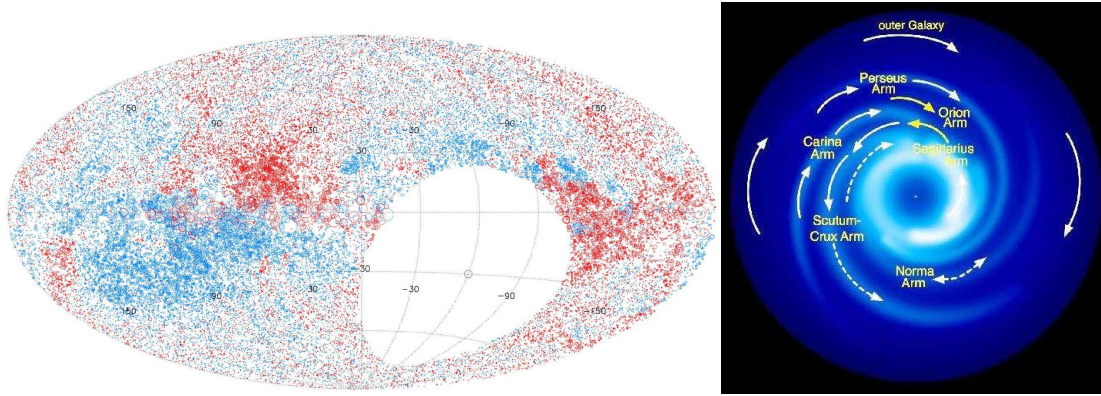 150
-150
90
30
-30
30
-30
30
-30
90
-90
150
-150
outer Galaxy
Perseus
Arm
Orion
Arm
Carina
Arm
Sagittarius
Arm
Scutum-
Crux Arm
Norma
Arm